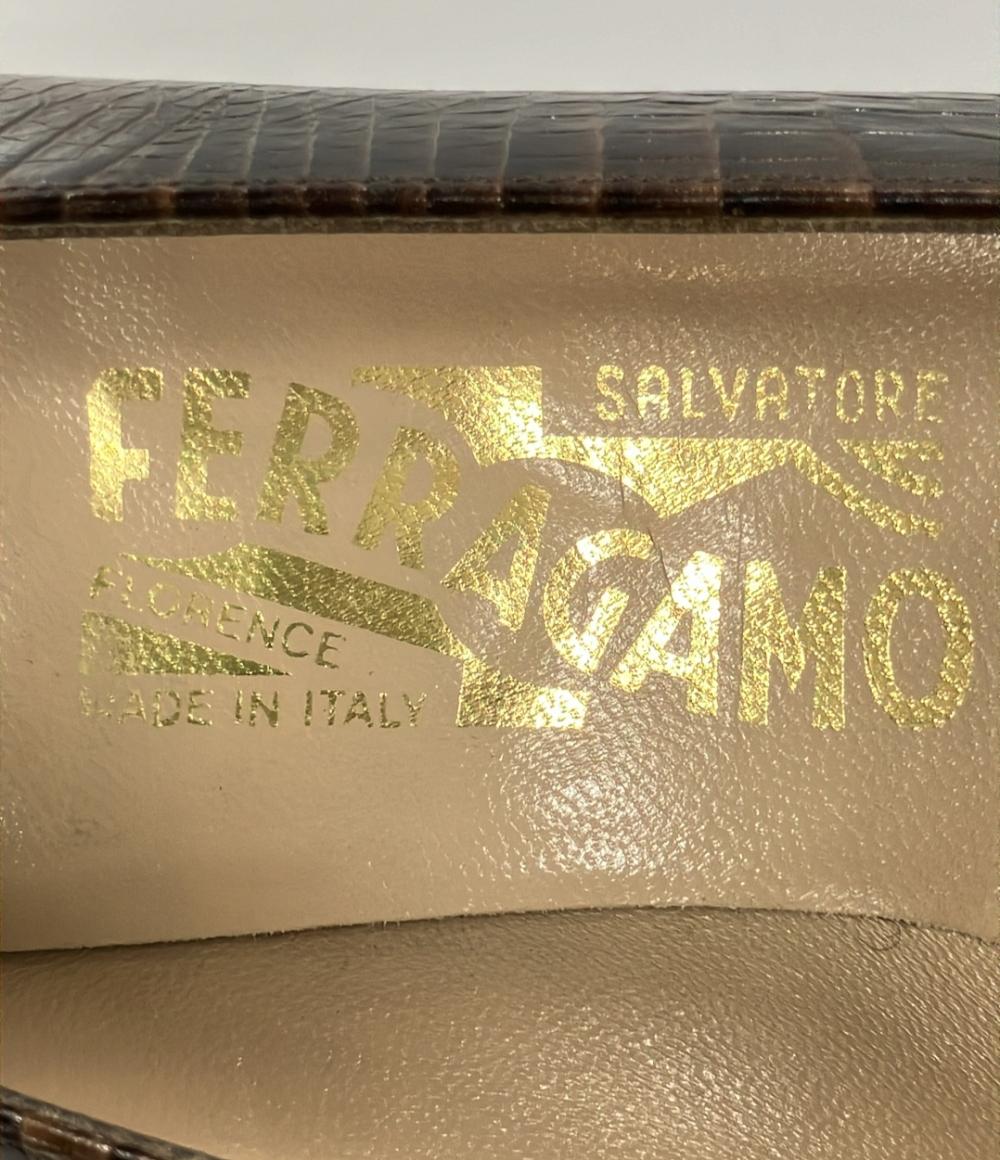 SALVATORE
FERRAGAMO
FLORENCE
MADE IN ITALY